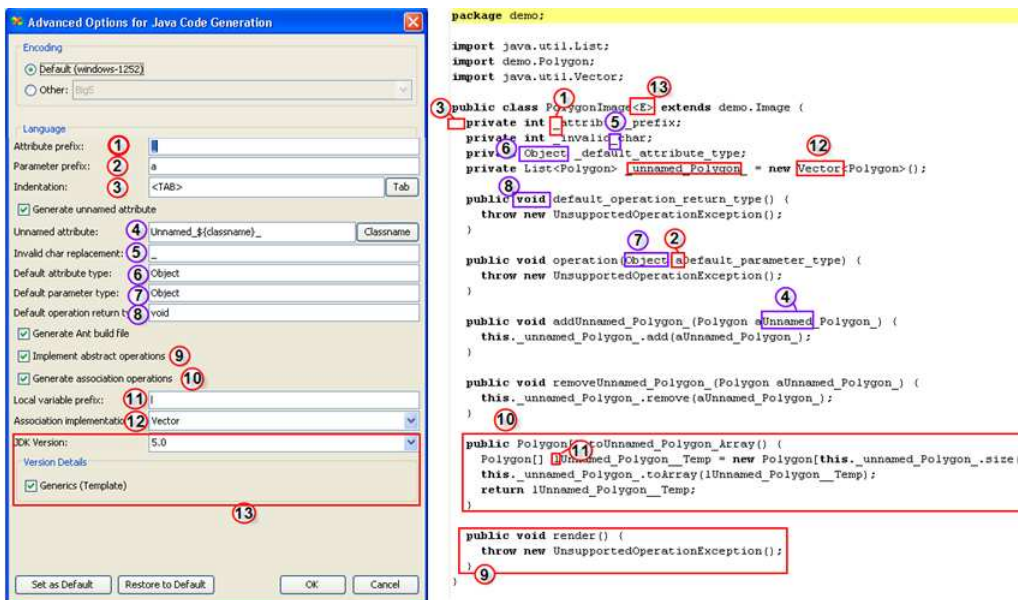 Advanced Options for Java Code Generation
Encoding
Default (windows-1252)
Other: Big5
Language
Attribute prefix: 1 _
Parameter prefix: 2 a
Indentation: 3 <TAB> Tab
Generate unnamed attribute
Unnamed attribute: 4 Unnamed_${classname}_ Classname
Invalid char replacement: 5 _
Default attribute type: 6 Object
Default parameter type: 7 Object
Default operation return t 8 void
Generate Ant build file
Implement abstract operations 9
Generate association operations 10
Local variable prefix: 11 l
Association implementatio 12 Vector
JDK Version: 5.0
Version Details
Generics (Template)
13
Set as Default Restore to Default OK Cancel
package demo;
import java.util.List;
import demo.Polygon;
import java.util.Vector;
13
1
public class PolygonImage<E> extends demo.Image {
3 private int _attrib 5 _prefix;
private int _invalid_char;
6 priv Object _default_attribute_type;
12
private List<Polygon> _unnamed_Polygon_ = new Vector<Polygon>();
8
public void default_operation_return_type() {
throw new UnsupportedOperationException();
}
7 2
public void operation(Object aDefault_parameter_type) {
throw new UnsupportedOperationException();
}
4
public void addUnnamed_Polygon_(Polygon aUnnamed_Polygon_) {
this._unnamed_Polygon_.add(aUnnamed_Polygon_);
}
public void removeUnnamed_Polygon_(Polygon aUnnamed_Polygon_) {
this._unnamed_Polygon_.remove(aUnnamed_Polygon_);
}
10
public Polygon[] toUnnamed_Polygon_Array() {
11
Polygon[] lUnnamed_Polygon__Temp = new Polygon[this._unnamed_Polygon_.size(
this._unnamed_Polygon_.toArray(lUnnamed_Polygon__Temp);
return lUnnamed_Polygon__Temp;
}
public void render() {
throw new UnsupportedOperationException();
}
9
}